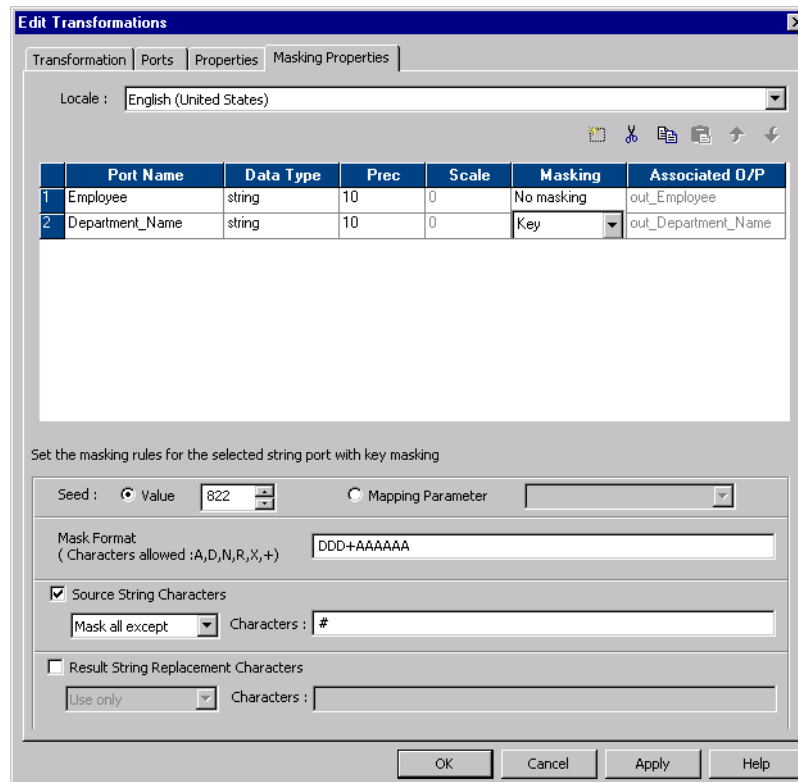 Edit Transformations
Transformation Ports Properties Masking Properties
Locale : English (United States)
Port Name Data Type Prec Scale Masking Associated O/P
1 Employee string 10 0 No masking out_Employee
2 Department_Name string 10 0 Key out_Department_Name
Set the masking rules for the selected string port with key masking
Seed : Value 822 Mapping Parameter
Mask Format
( Characters allowed :A,D,N,R,X,+) DDD+AAAAAA
Source String Characters
Mask all except Characters : #
Result String Replacement Characters
Use only Characters :
OK Cancel Apply Help